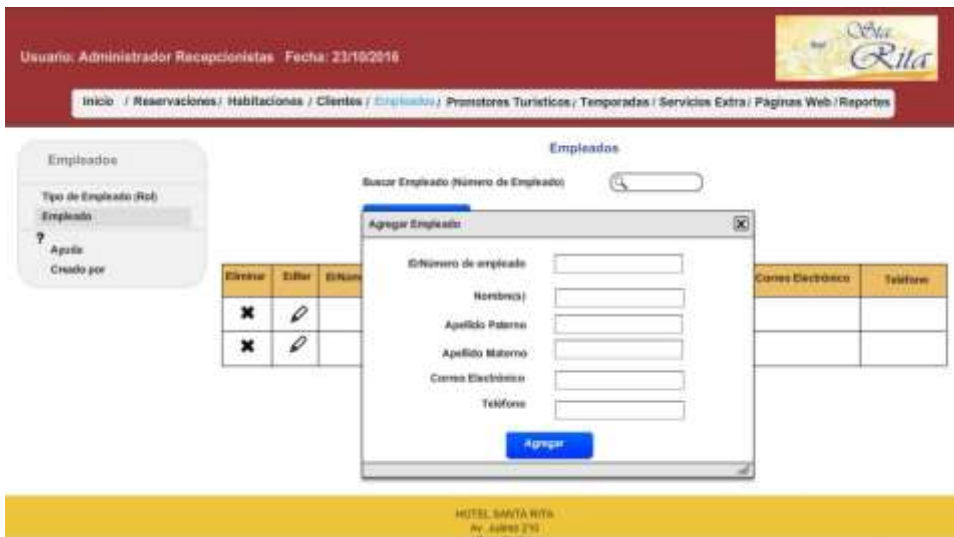 Sta
Usuario: Administrador Recepcionistas Fecha: 23/10/2016
Rita
Inicio / Reservaciones / Habitaciones / Clientes / Empleados / Promotores Turísticos / Temporadas / Servicios Extra / Paginas Web / Reportes
Empleados
Empleados
Buscar Empleado (Número de Empleado)
Tipo de Empleado (Rol)
Empleado
Agregar Empleado
?
Ayuda
Creado por
ID/Número de empleado
Eliminar Editar Correo Electrónico Teléfono
Nombre(s)
Apellido Paterno
Apellido Materno
Correo Electrónico
Teléfono
Agregar
HOTEL SANTA RITA
Av. Juárez 210